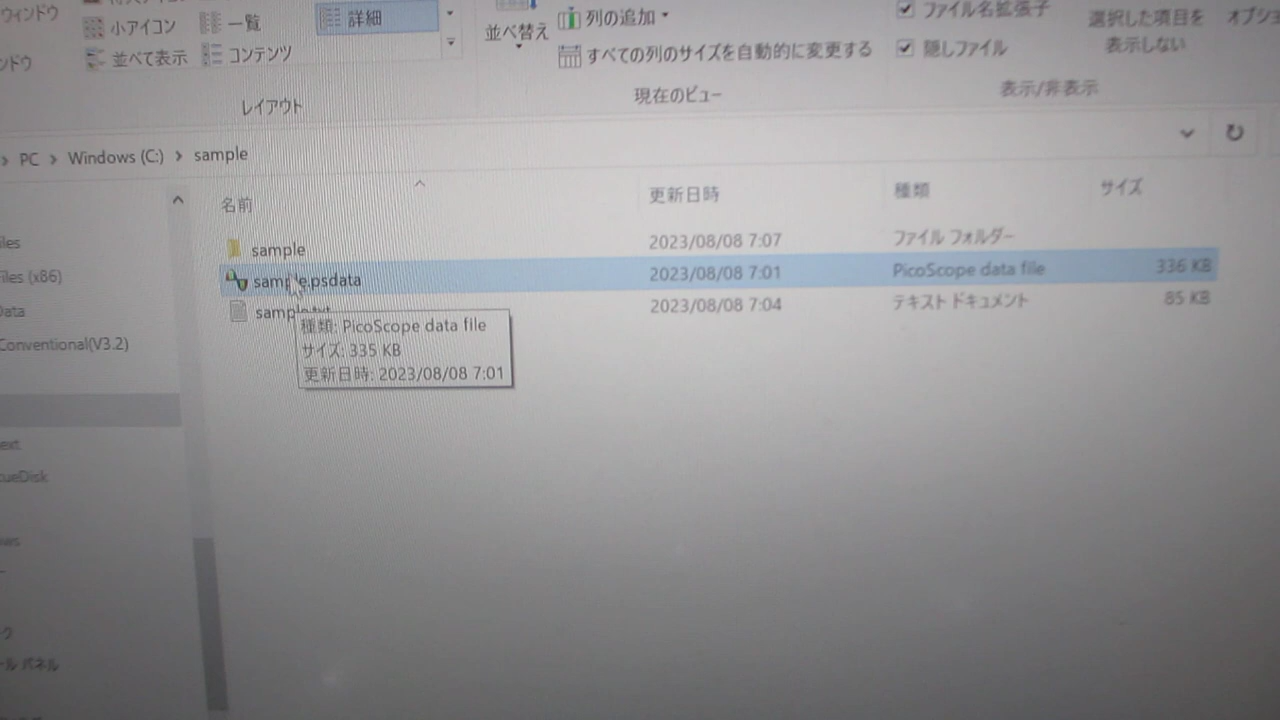 ウィンドウ
小アイコン 一覧 詳細
並べ替え
列の追加
ファイル名拡張子
選択した項目を
表示しない
ンドウ
並べて表示 コンテンツ
すべての列のサイズを自動的に変更する
隠しファイル
レイアウト
現在のビュー
表示/非表示
PC > Windows (C:) > sample
名前 更新日時 種類 サイズ
sample 2023/08/08 7:07 ファイル フォルダー
sample.psdata 2023/08/08 7:01 PicoScope data file 336 KB
sample.txt 2023/08/08 7:04 テキスト ドキュメント 85 KB
種類: PicoScope data file
サイズ: 335 KB
更新日時: 2023/08/08 7:01
iles
iles (x86)
Data
Conventional(V3.2)
ext
cueDisk
ows
ール パネル